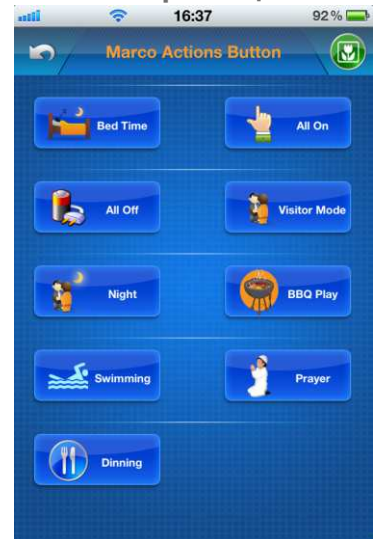 16:37 92%
Marco Actions Button
Bed Time All On
All Off Visitor Mode
Night BBQ Play
Swimming Prayer
Dinning